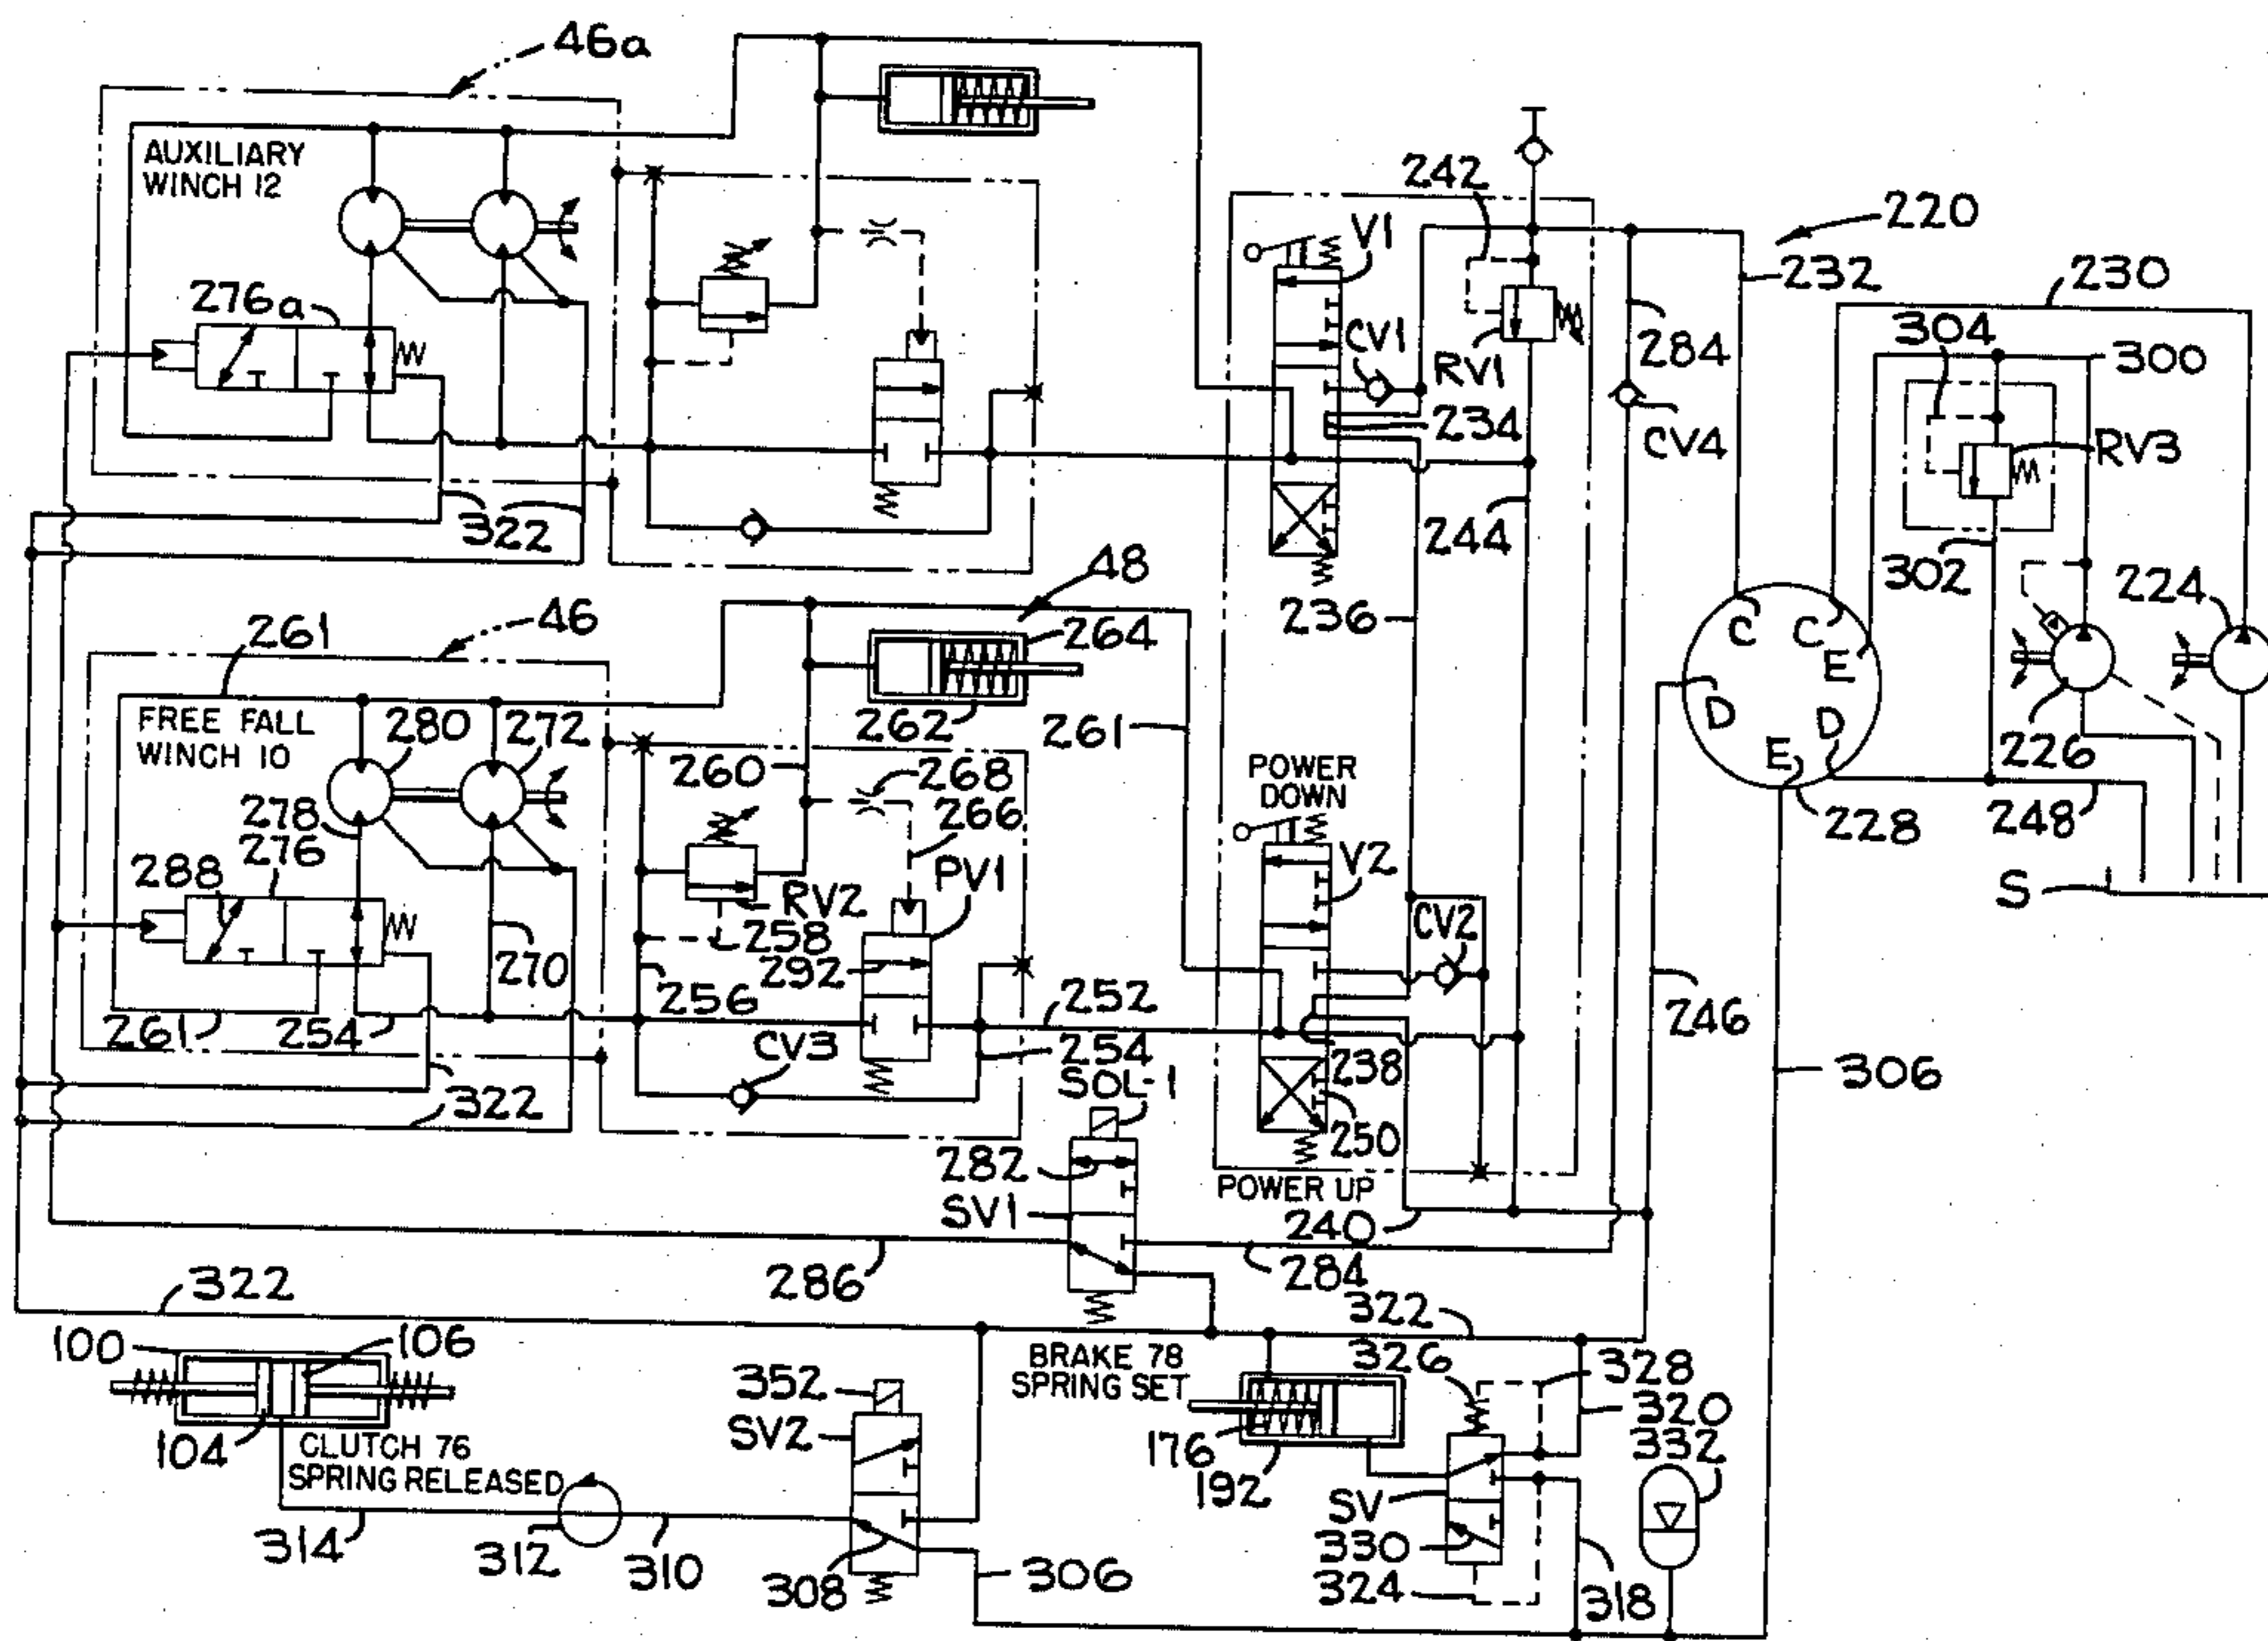 46a
AUXILIARY
WINCH 12
276a
322
242
V1
CV1
RV1
234
236
244
220
232
230
284
304
300
CV4
RV3
302
224
C
C
E
D
D
E
226
228
248
S
48
46
261
264
262
FREE FALL
WINCH 10
280
272
278
276
288
260
268
266
PV1
RV2
258
292
270
256
261
254
CV3
261
POWER
DOWN
V2
CV2
252
254
SOL-1
238
250
246
306
322
282
SV1
POWER UP
240
286
284
322
322
100
106
104
CLUTCH 76
SPRING RELEASED
314
312
310
352
SV2
308
306
BRAKE 78
SPRING SET
326
328
320
332
176
192
SV
330
324
318